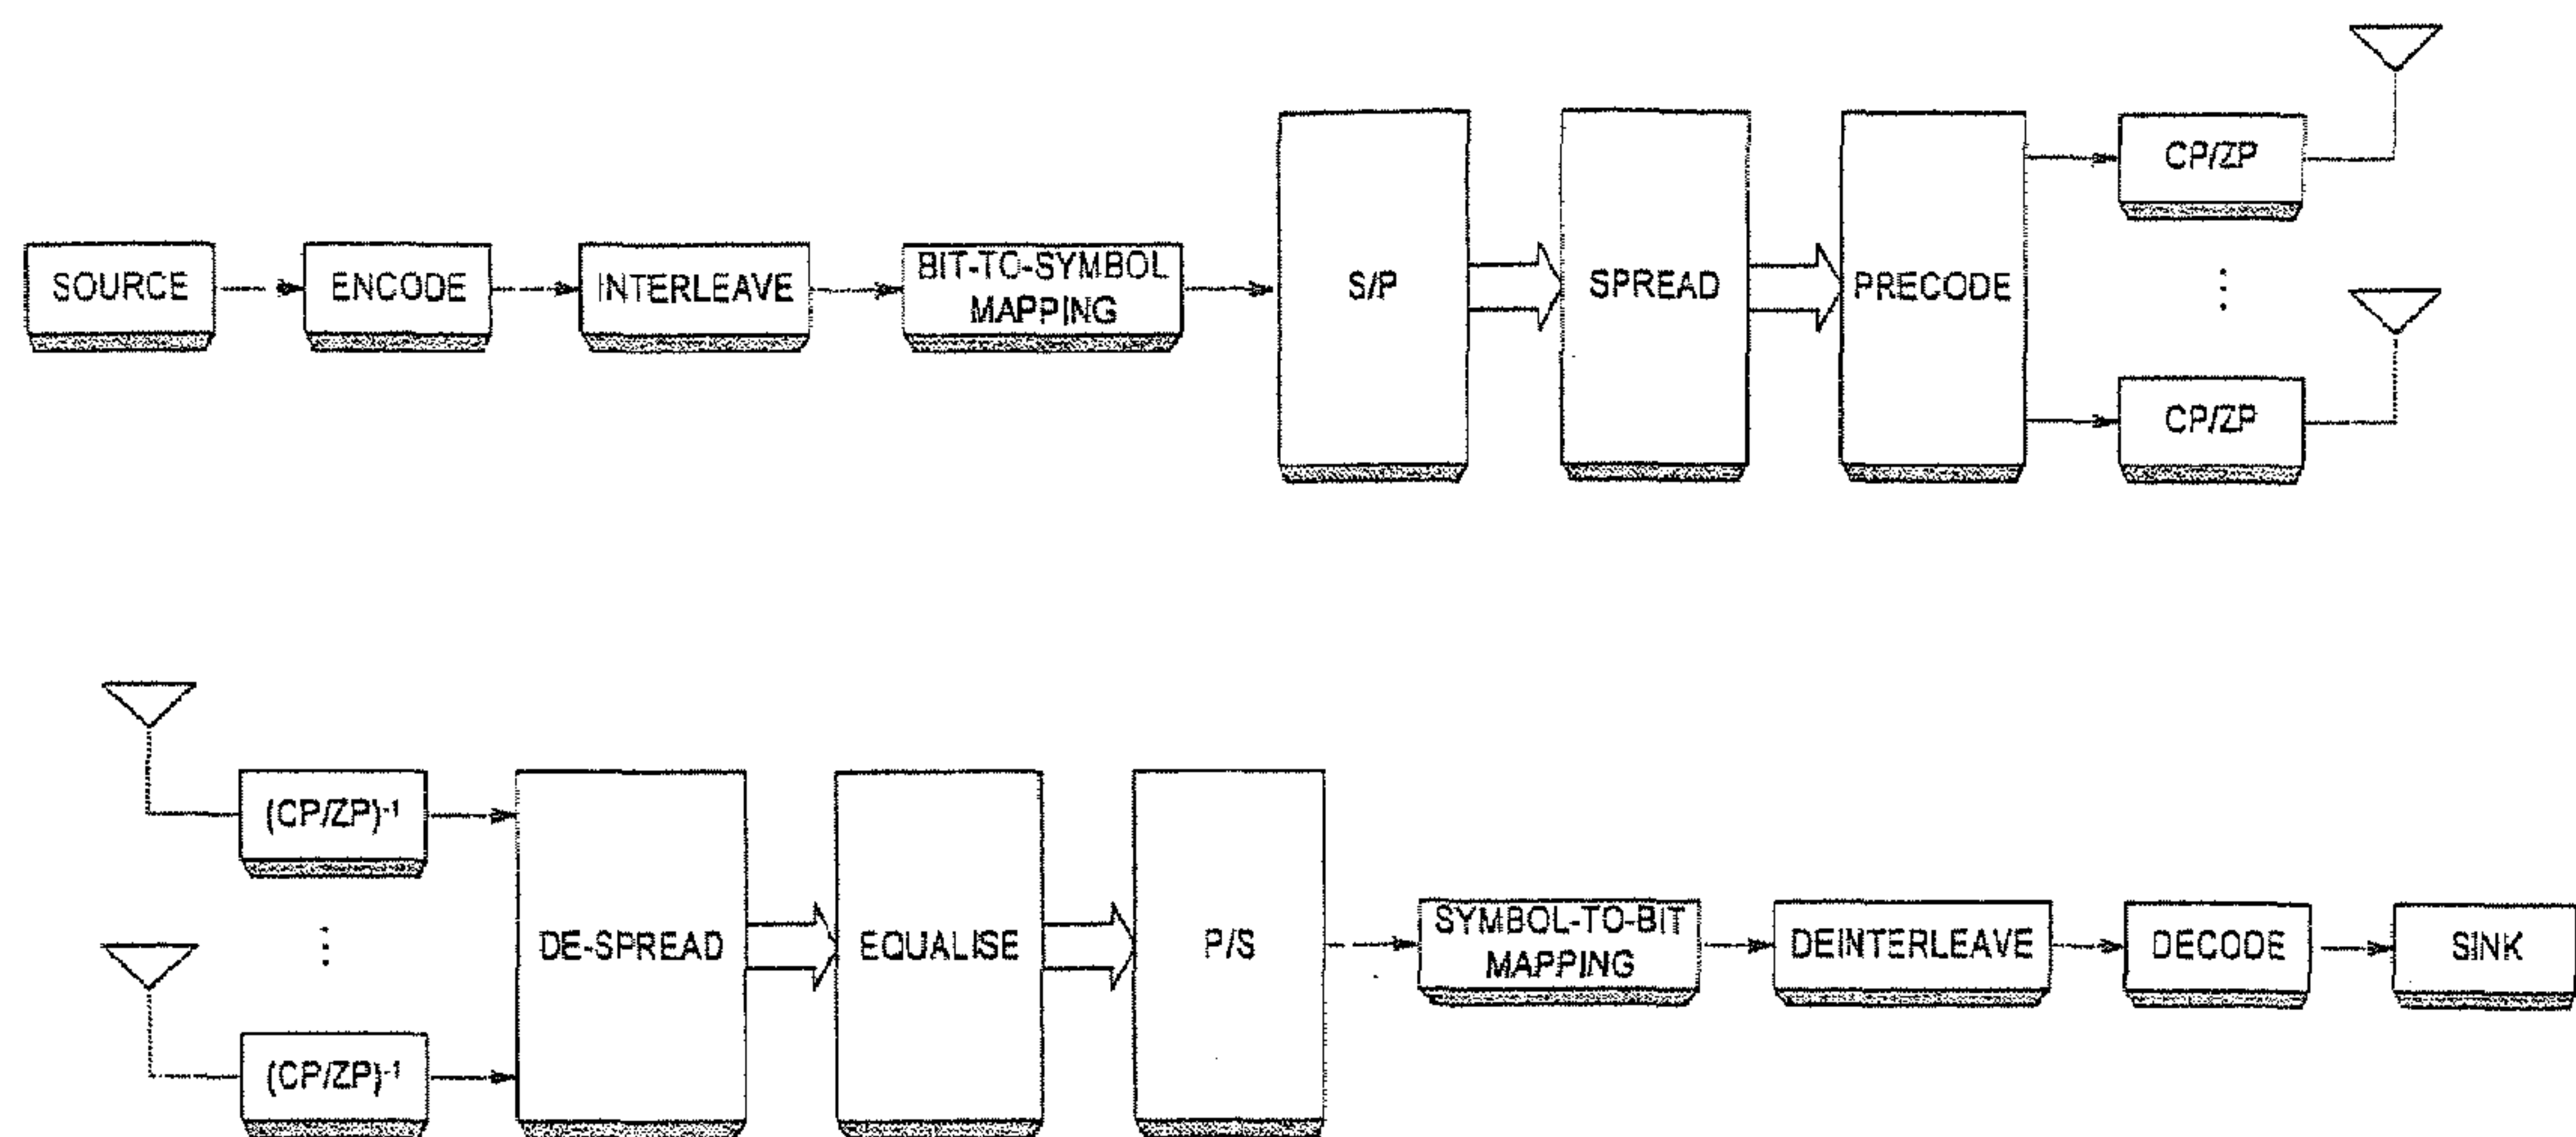 SOURCE
ENCODE
INTERLEAVE
BIT-TO-SYMBOL
MAPPING
S/P
SPREAD
PRECODE
CP/ZP
⋮
CP/ZP
(CP/ZP)⁻¹
⋮
(CP/ZP)⁻¹
DE-SPREAD
EQUALISE
P/S
SYMBOL-TO-BIT
MAPPING
DEINTERLEAVE
DECODE
SINK